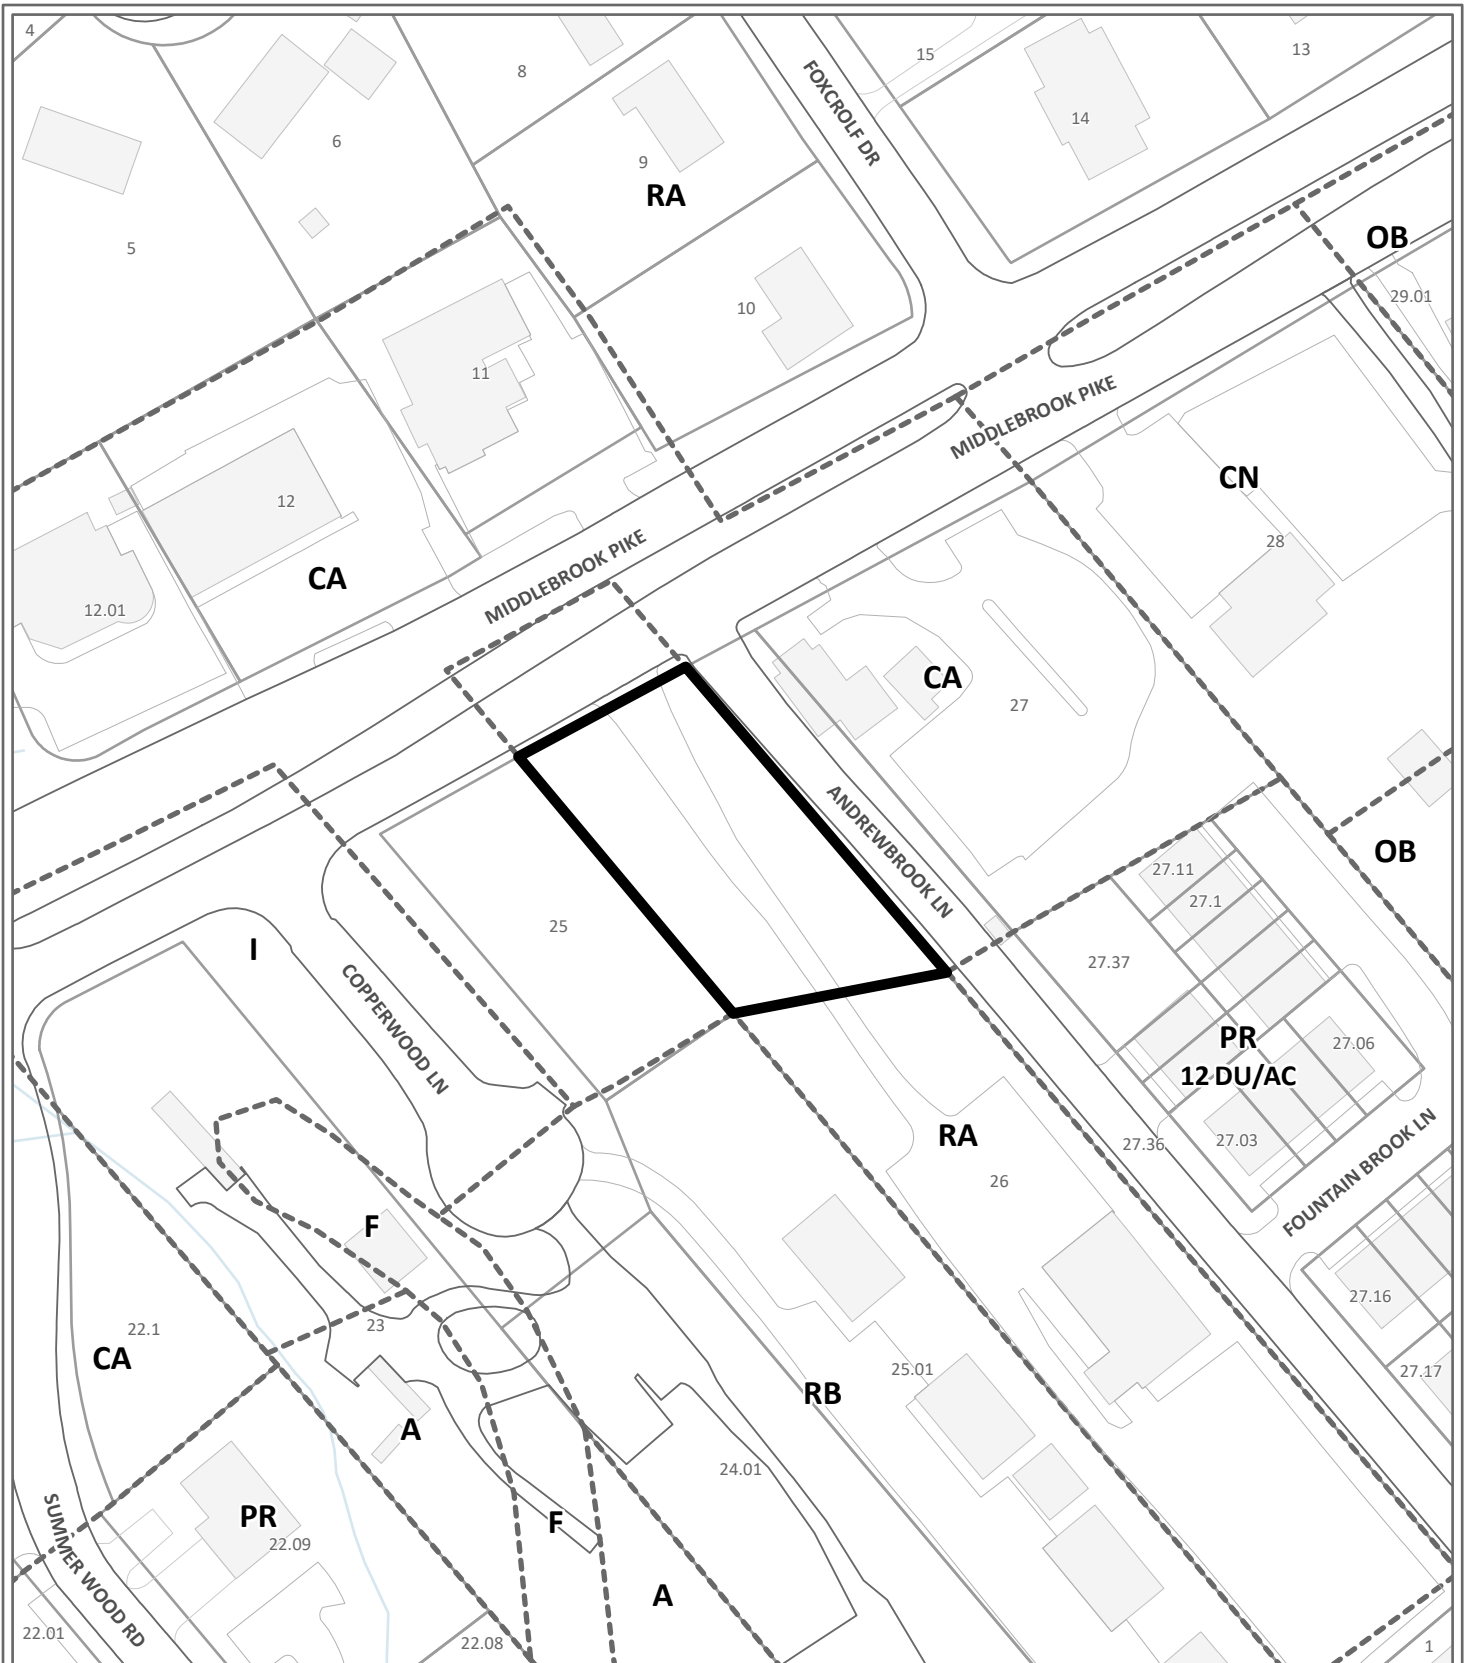 4
8
15
13
6
14
9
RA
FOXCROLF DR
5
OB
29.01
10
11
MIDDLEBROOK PIKE
12
CN
28
MIDDLEBROOK PIKE
CA
12.01
CA
27
ANDREWBROOK LN
OB
27.11
27.1
25
I
27.37
COPPERWOOD LN
PR
12 DU/AC
27.06
RA
27.36
27.03
FOUNTAIN BROOK LN
26
F
27.16
22.1
CA
23
25.01
27.17
RB
A
24.01
SUMMER WOOD RD
PR
22.09
F
A
22.01
22.08
1